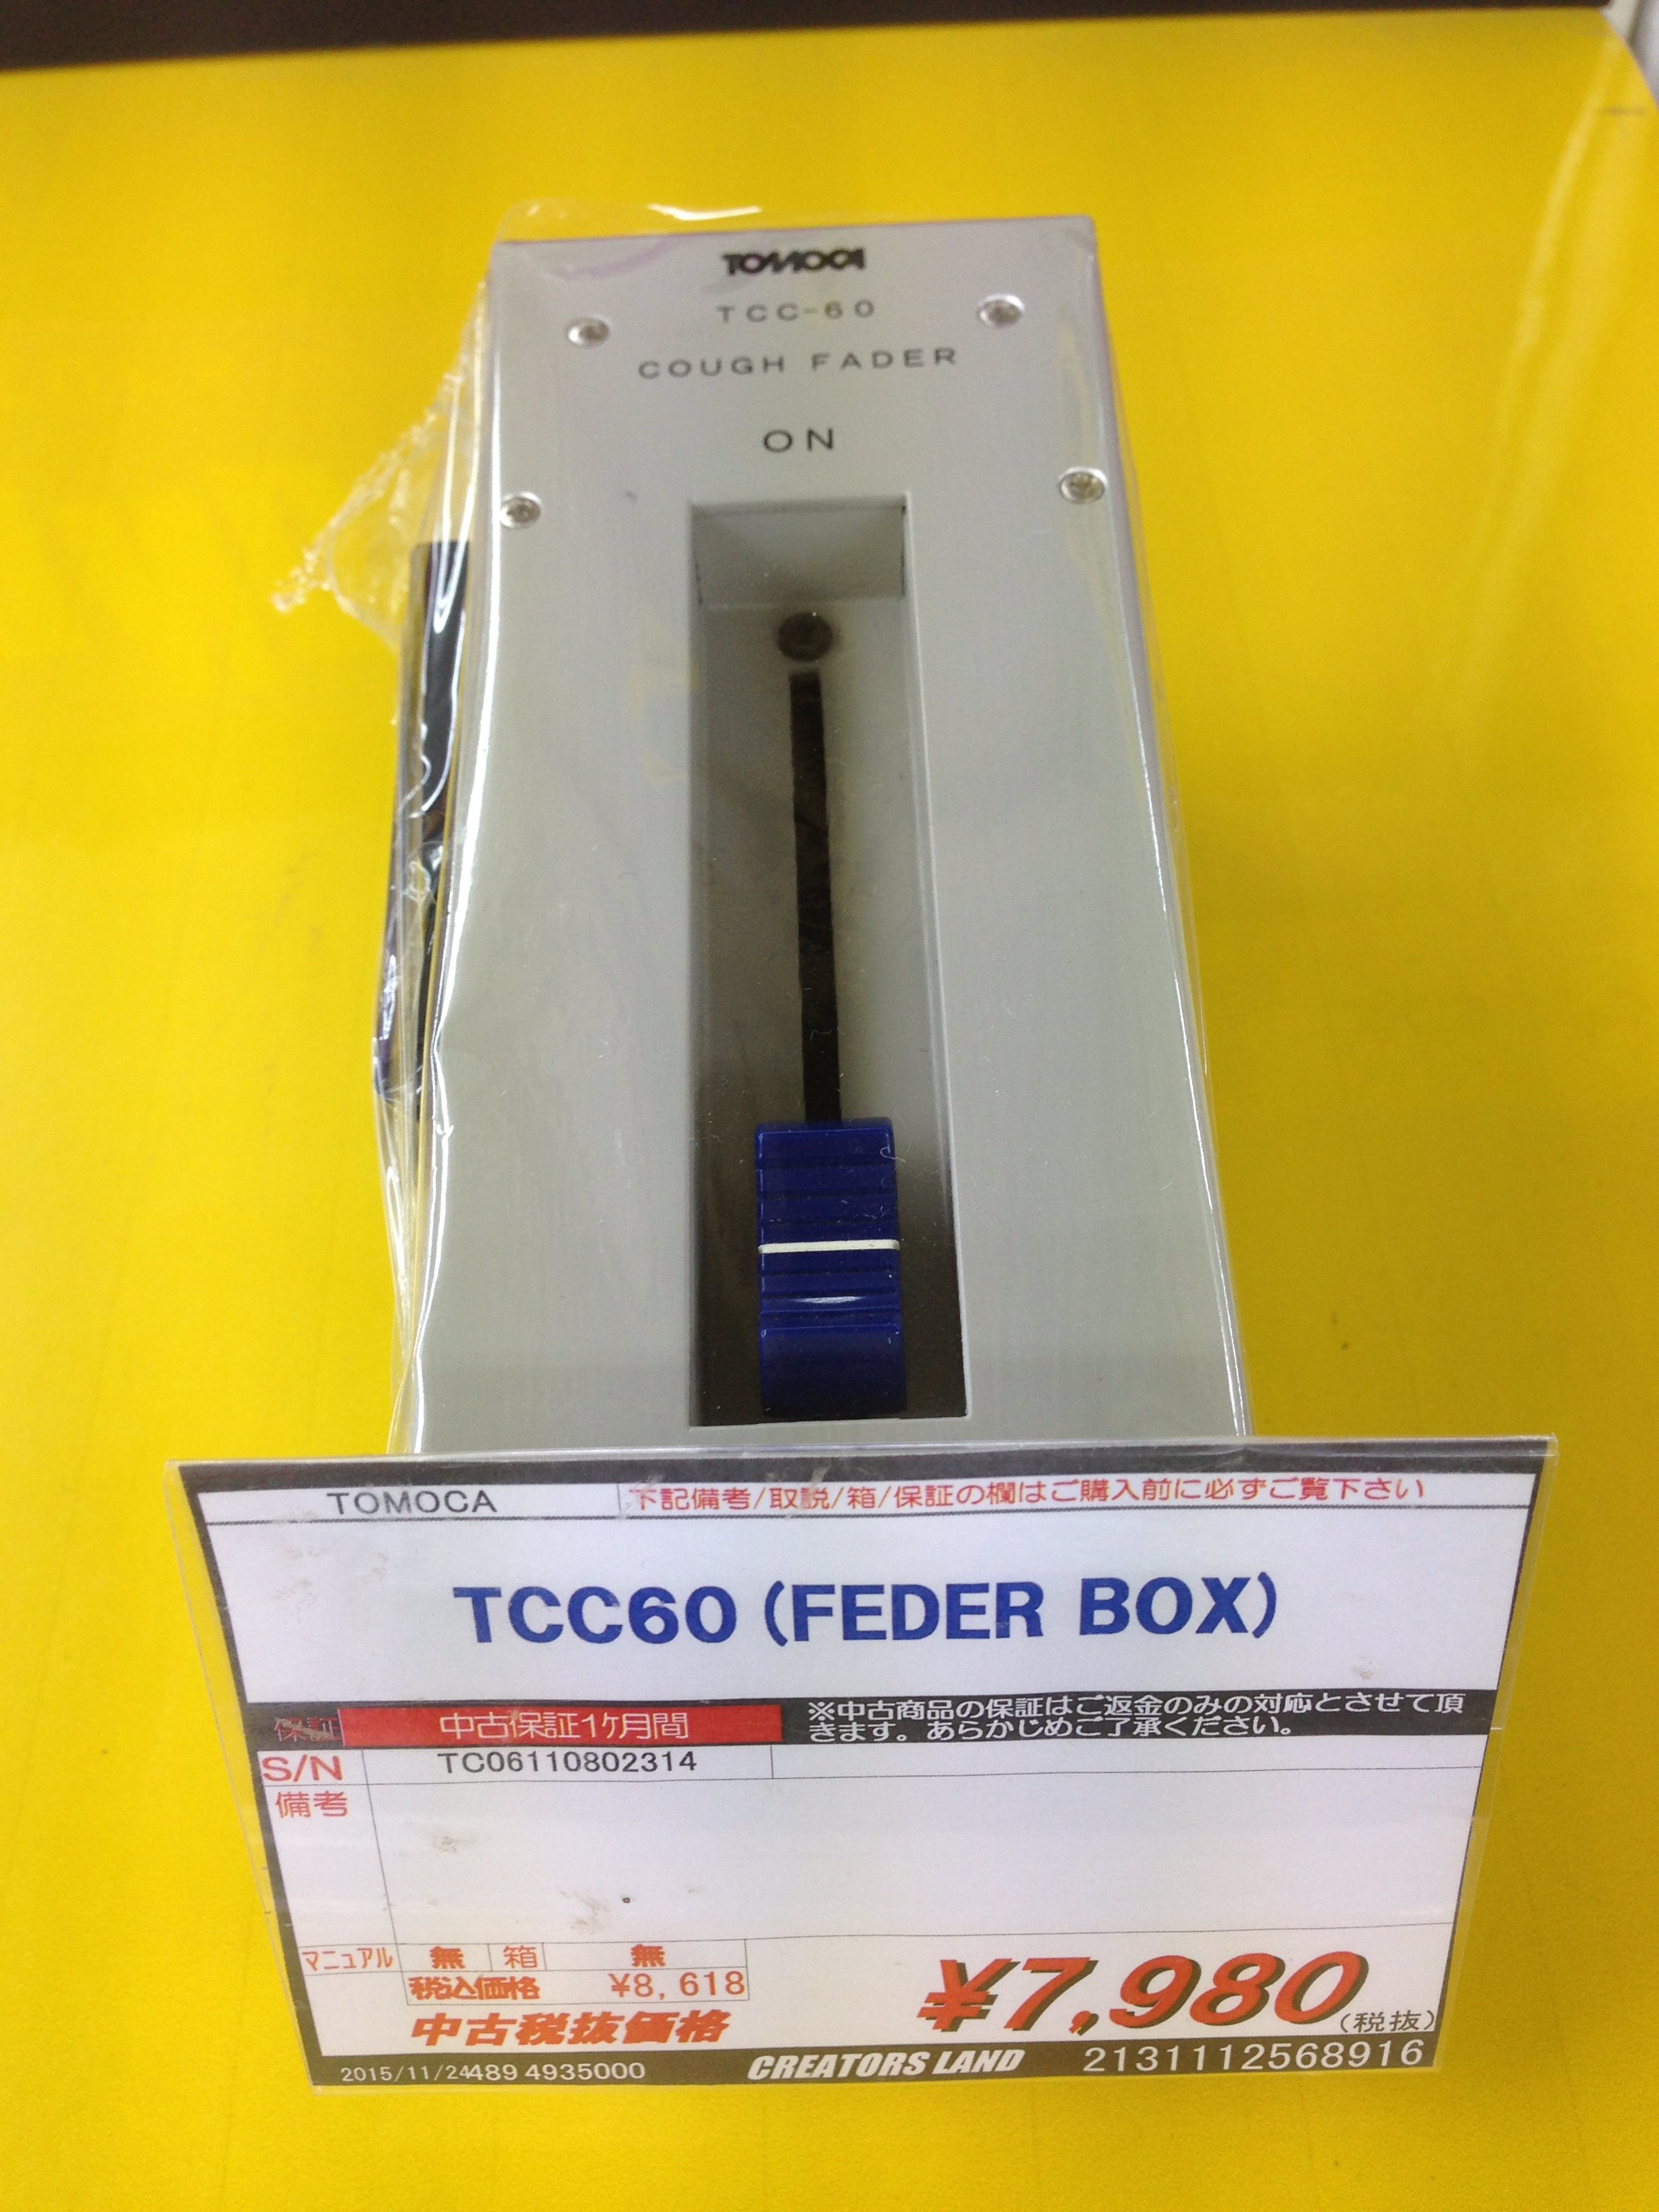 TOMOCA
TCC-60
COUGH FADER
ON
TOMOCA
下記備考/取説/箱/保証の欄はご購入前に必ずご覧下さい
TCC60 (FEDER BOX)
保証
中古保証1ヶ月間
※中古商品の保証はご返金のみの対応とさせて頂
きます。あらかじめご了承ください。
S/N
TC06110802314
備考
マニュアル 無 箱 無
税込価格 ¥8,618
中古税抜価格
¥7,980(税抜)
2015/11/24489 4935000
CREATORS LAND
2131112568916